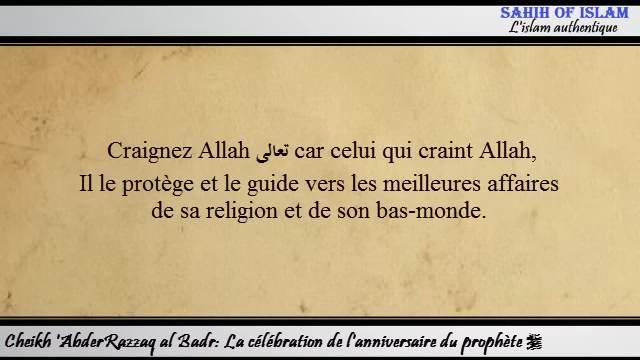 SAHIH OF ISLAM
L'islam authentique
Craignez Allah تعالى car celui qui craint Allah,
Il le protège et le guide vers les meilleures affaires
de sa religion et de son bas-monde.
Cheikh 'AbderRazzaq al Badr: La célébration de l'anniversaire du prophète ﷺ